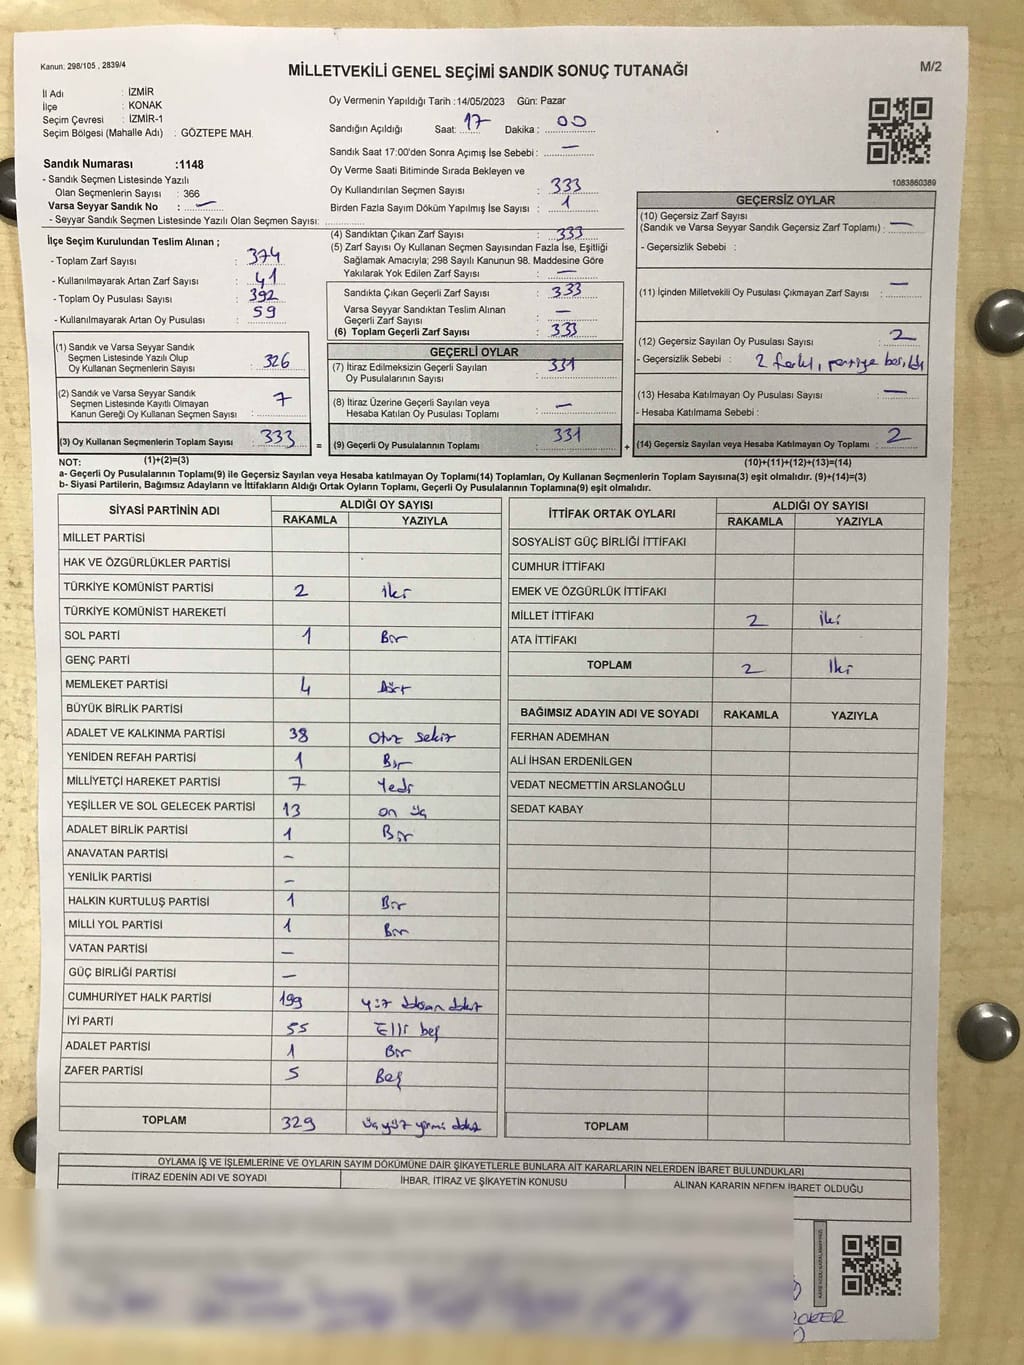 Kanun: 298/105 , 2839/4
MİLLETVEKİLİ GENEL SEÇİMİ SANDIK SONUÇ TUTANAĞI
M/2
İl Adı : İZMİR
İlçe : KONAK
Seçim Çevresi : İZMİR-1
Seçim Bölgesi (Mahalle Adı) : GÖZTEPE MAH.
Sandık Numarası :1148
- Sandık Seçmen Listesinde Yazılı
Olan Seçmenlerin Sayısı : 366
Varsa Seyyar Sandık No : —
- Seyyar Sandık Seçmen Listesinde Yazılı Olan Seçmen Sayısı:
Oy Vermenin Yapıldığı Tarih :14/05/2023 Gün: Pazar
Sandığın Açıldığı Saat: 17 Dakika : 00
Sandık Saat 17:00'den Sonra Açımış İse Sebebi : —
Oy Verme Saati Bitiminde Sırada Bekleyen ve
Oy Kullandırılan Seçmen Sayısı : 333
Birden Fazla Sayım Döküm Yapılmış İse Sayısı : 1
1083860389
İlçe Seçim Kurulundan Teslim Alınan ;
- Toplam Zarf Sayısı : 374
- Kullanılmayarak Artan Zarf Sayısı : 41
- Toplam Oy Pusulası Sayısı : 392
- Kullanılmayarak Artan Oy Pusulası : 59
(1) Sandık ve Varsa Seyyar Sandık
Seçmen Listesinde Yazılı Olup
Oy Kullanan Seçmenlerin Sayısı : 326
(2) Sandık ve Varsa Seyyar Sandık
Seçmen Listesinde Kayıtlı Olmayan
Kanun Gereği Oy Kullanan Seçmen Sayısı : 7
(3) Oy Kullanan Seçmenlerin Toplam Sayısı : 333
(1)+(2)=(3)
(4) Sandıktan Çıkan Zarf Sayısı : 333
(5) Zarf Sayısı Oy Kullanan Seçmen Sayısından Fazla İse, Eşitliği
Sağlamak Amacıyla; 298 Sayılı Kanunun 98. Maddesine Göre
Yakılarak Yok Edilen Zarf Sayısı : —
Sandıkta Çıkan Geçerli Zarf Sayısı : 333
Varsa Seyyar Sandıktan Teslim Alınan
Geçerli Zarf Sayısı : —
(6) Toplam Geçerli Zarf Sayısı : 333
GEÇERLİ OYLAR
(7) İtiraz Edilmeksizin Geçerli Sayılan
Oy Pusulalarının Sayısı : 331
(8) İtiraz Üzerine Geçerli Sayılan veya
Hesaba Katılan Oy Pusulası Toplamı : —
= (9) Geçerli Oy Pusulalarının Toplamı : 331 +
GEÇERSİZ OYLAR
(10) Geçersiz Zarf Sayısı
(Sandık ve Varsa Seyyar Sandık Geçersiz Zarf Toplamı) : —
- Geçersizlik Sebebi :
(11) İçinden Milletvekili Oy Pusulası Çıkmayan Zarf Sayısı : —
(12) Geçersiz Sayılan Oy Pusulası Sayısı : 2
- Geçersizlik Sebebi : 2 farklı partiye basıldı
(13) Hesaba Katılmayan Oy Pusulası Sayısı : —
- Hesaba Katılmama Sebebi :
(14) Geçersiz Sayılan veya Hesaba Katılmayan Oy Toplamı : 2
(10)+(11)+(12)+(13)=(14)
NOT:
a- Geçerli Oy Pusulalarının Toplamı(9) ile Geçersiz Sayılan veya Hesaba katılmayan Oy Toplamı(14) Toplamları, Oy Kullanan Seçmenlerin Toplam Sayısına(3) eşit olmalıdır. (9)+(14)=(3)
b- Siyasi Partilerin, Bağımsız Adayların ve İttifakların Aldığı Ortak Oyların Toplamı, Geçerli Oy Pusulalarının Toplamına(9) eşit olmalıdır.
SİYASİ PARTİNİN ADI ALDIĞI OY SAYISI
RAKAMLA YAZIYLA
MİLLET PARTİSİ
HAK VE ÖZGÜRLÜKLER PARTİSİ
TÜRKİYE KOMÜNİST PARTİSİ 2 iki
TÜRKİYE KOMÜNİST HAREKETİ
SOL PARTİ 1 Bir
GENÇ PARTİ
MEMLEKET PARTİSİ 4 dört
BÜYÜK BİRLİK PARTİSİ
ADALET VE KALKINMA PARTİSİ 38 Otuz sekiz
YENİDEN REFAH PARTİSİ 1 Bir
MİLLİYETÇİ HAREKET PARTİSİ 7 Yedi
YEŞİLLER VE SOL GELECEK PARTİSİ 13 on üç
ADALET BİRLİK PARTİSİ 1 Bir
ANAVATAN PARTİSİ –
YENİLİK PARTİSİ –
HALKIN KURTULUŞ PARTİSİ 1 Bir
MİLLİ YOL PARTİSİ 1 Bir
VATAN PARTİSİ –
GÜÇ BİRLİĞİ PARTİSİ –
CUMHURİYET HALK PARTİSİ 199 yüz doksan dokuz
İYİ PARTİ 55 Elli beş
ADALET PARTİSİ 1 Bir
ZAFER PARTİSİ 5 Beş
TOPLAM 329 üç yüz yirmi dokuz
İTTİFAK ORTAK OYLARI ALDIĞI OY SAYISI
RAKAMLA YAZIYLA
SOSYALİST GÜÇ BİRLİĞİ İTTİFAKI
CUMHUR İTTİFAKI
EMEK VE ÖZGÜRLÜK İTTİFAKI
MİLLET İTTİFAKI 2 iki
ATA İTTİFAKI
TOPLAM 2 iki
BAĞIMSIZ ADAYIN ADI VE SOYADI RAKAMLA YAZIYLA
FERHAN ADEMHAN
ALİ İHSAN ERDENİLGEN
VEDAT NECMETTİN ARSLANOĞLU
SEDAT KABAY
TOPLAM
OYLAMA İŞ VE İŞLEMLERİNE VE OYLARIN SAYIM DÖKÜMÜNE DAİR ŞİKAYETLERLE BUNLARA AİT KARARLARIN NELERDEN İBARET BULUNDUKLARI
İTİRAZ EDENİN ADI VE SOYADI
İHBAR, İTİRAZ VE ŞİKAYETİN KONUSU
ALINAN KARARIN NEDEN İBARET OLDUĞU